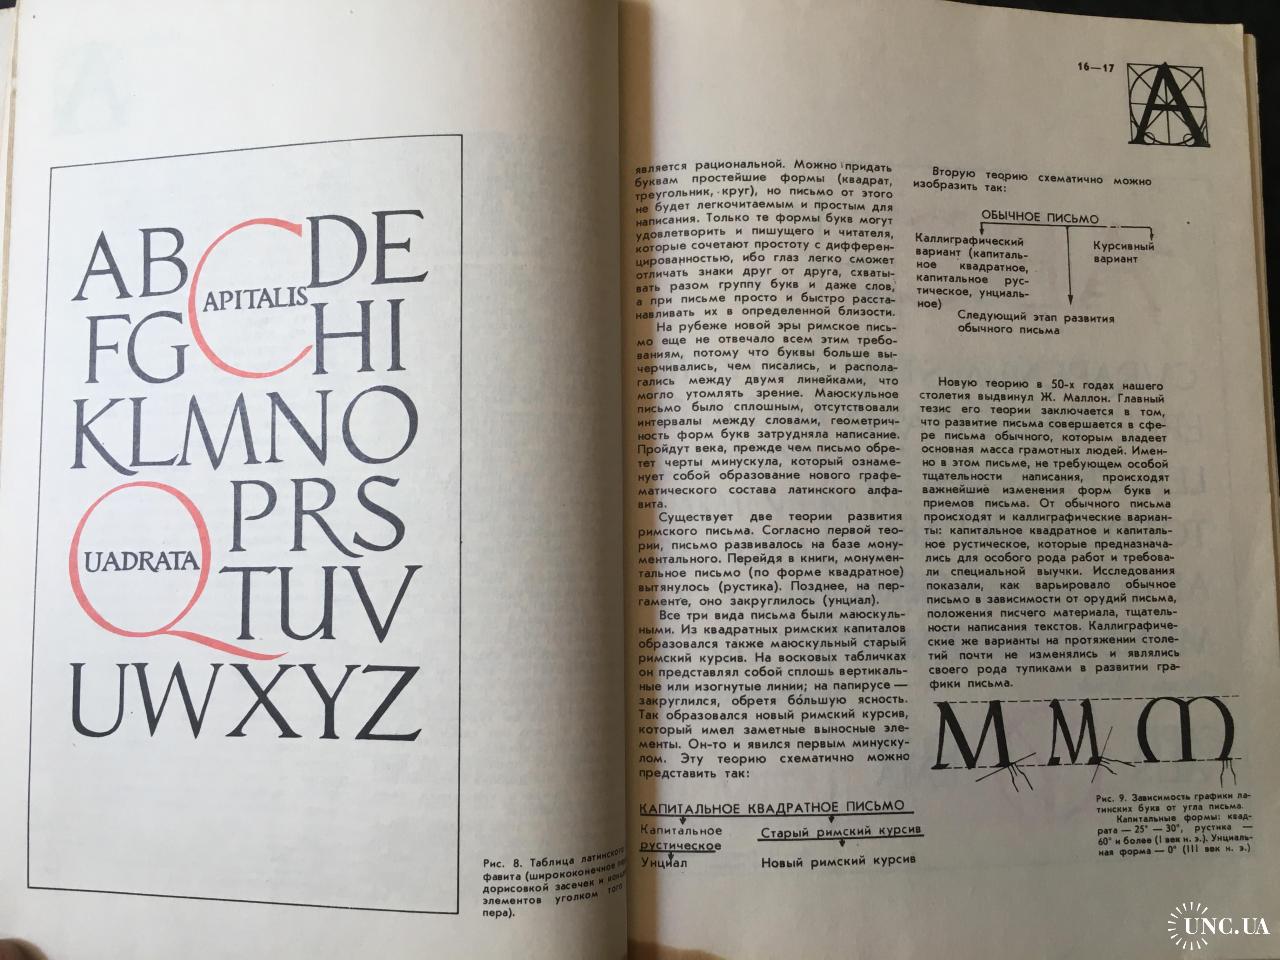 ABCDE
APITALIS
FGHI
KLMNO
Q PRS
UADRATA
TUV
UWXYZ
Рис. 8. Таблица латинского
фавита (ширококонечное
дорисовкой засечек и
элементов уголком того
пера).
16—17
А
является рациональной. Можно придать
буквам простейшие формы (квадрат,
треугольник, круг), но письмо от этого
не будет легкочитаемым и простым для
написания. Только те формы букв могут
удовлетворить и пишущего и читателя,
которые сочетают простоту с дифферен-
цированностью, ибо глаз легко сможет
отличать знаки друг от друга, схваты-
вать разом группу букв и даже слов,
а при письме просто и быстро расста-
навливать их в определенной близости.
На рубеже новой эры римское пись-
мо еще не отвечало всем этим требо-
ваниям, потому что буквы больше вы-
черчивались, чем писались, и распола-
гались между двумя линейками, что
могло утомлять зрение. Маюскульное
письмо было сплошным, отсутствовали
интервалы между словами, геометрич-
ность форм букв затрудняла написание.
Пройдут века, прежде чем письмо обре-
тет черты минускула, который ознаме-
нует собой образование нового графе-
матического состава латинского алфа-
вита.
Существует две теории развития
римского письма. Согласно первой тео-
рии, письмо развивалось на базе мону-
ментального. Перейдя в книги, монумен-
тальное письмо (по форме квадратное)
вытянулось (рустика). Позднее, на пер-
гаменте, оно закруглилось (унциал).
Все три вида письма были маюскуль-
ными. Из квадратных римских капиталов
образовался также маюскульный старый
римский курсив. На восковых табличках
он представлял собой сплошь вертикаль-
ные или изогнутые линии; на папирусе —
закруглился, обретя бо́льшую ясность.
Так образовался новый римский курсив,
который имел заметные выносные эле-
менты. Он-то и явился первым минуску-
лом. Эту теорию схематично можно
представить так:
КАПИТАЛЬНОЕ КВАДРАТНОЕ ПИСЬМО
Капитальное Старый римский курсив
рустическое
Унциал Новый римский курсив
Вторую теорию схематично можно
изобразить так:
ОБЫЧНОЕ ПИСЬМО
Каллиграфический
вариант (капиталь-
ное квадратное,
капитальное рус-
тическое, унциаль-
ное)
Курсивный
вариант
Следующий этап развития
обычного письма
Новую теорию в 50-х годах нашего
столетия выдвинул Ж. Маллон. Главный
тезис его теории заключается в том,
что развитие письма совершается в сфе-
ре письма обычного, которым владеет
основная масса грамотных людей. Имен-
но в этом письме, не требующем особой
тщательности написания, происходят
важнейшие изменения форм букв и
приемов письма. От обычного письма
происходят и каллиграфические вариан-
ты: капитальное квадратное и капиталь-
ное рустическое, которые предназнача-
лись для особого рода работ и требова-
ли специальной выучки. Исследования
показали, как варьировало обычное
письмо в зависимости от орудий письма,
положения писчего материала, тщатель-
ности написания текстов. Каллиграфиче-
ские же варианты на протяжении столе-
тий почти не изменялись и являлись
своего рода тупиками в развитии гра-
фики письма.
M M M
Рис. 9. Зависимость графики ла-
тинских букв от угла письма.
Капитальные формы: квад-
рата — 25° — 30°, рустика —
60° и более (I век н. э.). Унциаль-
ная форма — 0° (III век н. э.)
UNC.UA